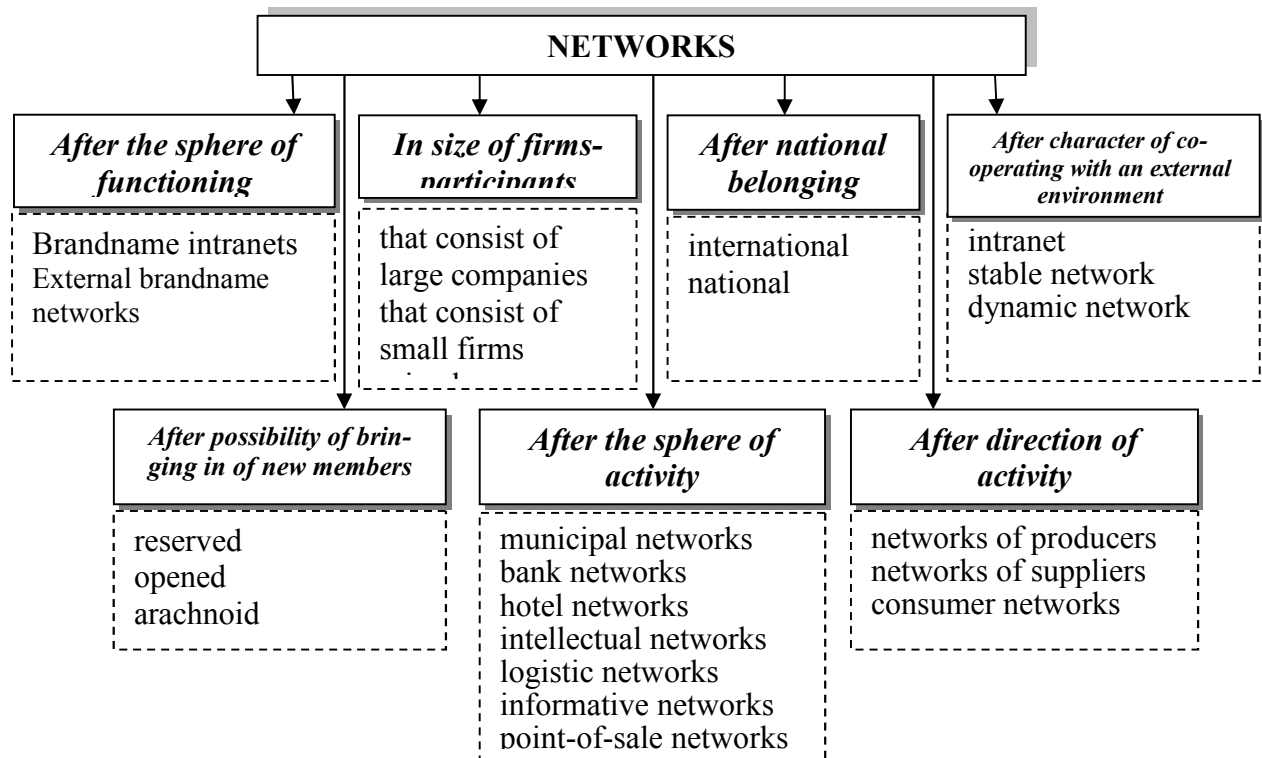 NETWORKS
After the sphere of
functioning
In size of firms-
participants
After national
belonging
After character of co-
operating with an external
environment
Brandname intranets
External brandname
networks
that consist of
large companies
that consist of
small firms
international
national
intranet
stable network
dynamic network
After possibility of brin-
ging in of new members
After the sphere of
activity
After direction of
activity
reserved
opened
arachnoid
municipal networks
bank networks
hotel networks
intellectual networks
logistic networks
informative networks
point-of-sale networks
networks of producers
networks of suppliers
consumer networks